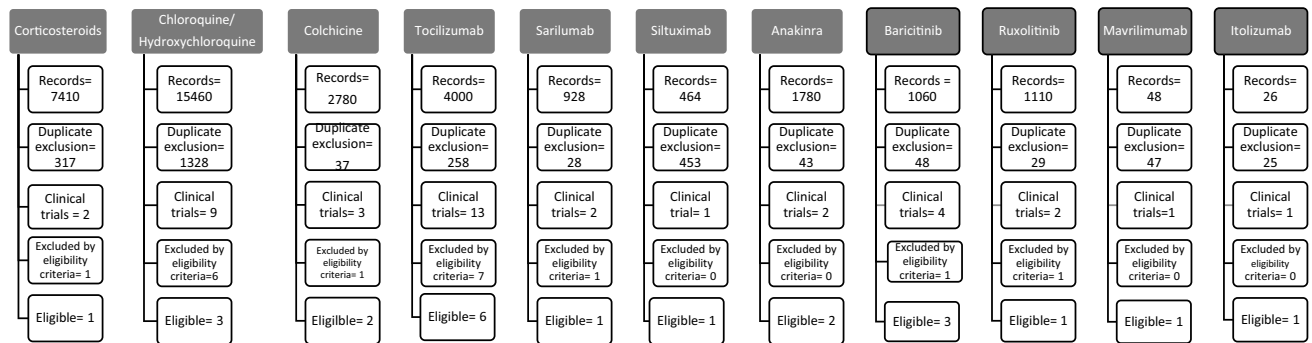 Corticosteroids
Records=
7410
Duplicate
exclusion=
317
Clinical
trials = 2
Excluded by
eligibility
criteria= 1
Eligible= 1
Chloroquine/
Hydroxychloroquine
Records=
15460
Duplicate
exclusion=
1328
Clinical
trials= 9
Excluded by
eligibility
criteria=6
Eligible= 3
Colchicine
Records=
2780
Duplicate
exclusion=
37
Clinical
trials= 3
Excluded by
eligibility
criteria= 1
Eligilble= 2
Tocilizumab
Records=
4000
Duplicate
exclusion=
258
Clinical
trials= 13
Excluded by
eligibility
criteria= 7
Eligible= 6
Sarilumab
Records=
928
Duplicate
exclusion=
28
Clinical
trials= 2
Excluded by
eligibility
criteria= 1
Eligible= 1
Siltuximab
Records=
464
Duplicate
exclusion=
453
Clinical
trial= 1
Excluded by
eligibility
criteria= 0
Eligible= 1
Anakinra
Records=
1780
Duplicate
exclusion=
43
Clinical
trials= 2
Excluded by
eligibility
criteria= 0
Eligible= 2
Baricitinib
Records =
1060
Duplicate
exclusion=
48
Clinical
trials= 4
Excluded by
eligibility
criteria= 1
Eligible= 3
Ruxolitinib
Records=
1110
Duplicate
exclusion=
29
Clinical
trials= 2
Excluded by
eligibility
criteria= 1
Eligible= 1
Mavrilimumab
Records=
48
Duplicate
exclusion=
47
Clinical
trials=1
Excluded by
eligibility
criteria= 0
Eligible= 1
Itolizumab
Records=
26
Duplicate
exclusion=
25
Clinical
trials= 1
Excluded by
eligibility
criteria= 0
Eligible= 1